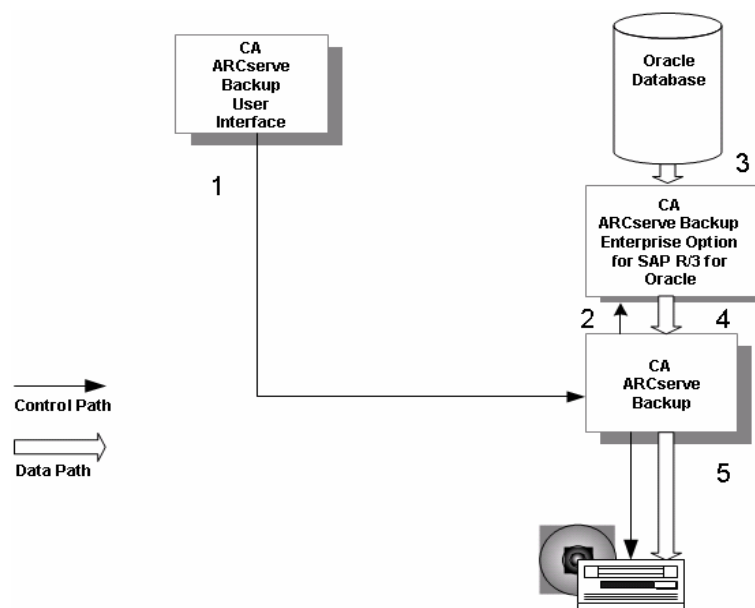 CA
ARCserve
Backup
User
Interface
Oracle
Database
1
3
CA
ARCserve Backup
Enterprise Option
for SAP R/3 for
Oracle
2
4
CA
ARCserve
Backup
Control Path
Data Path
5